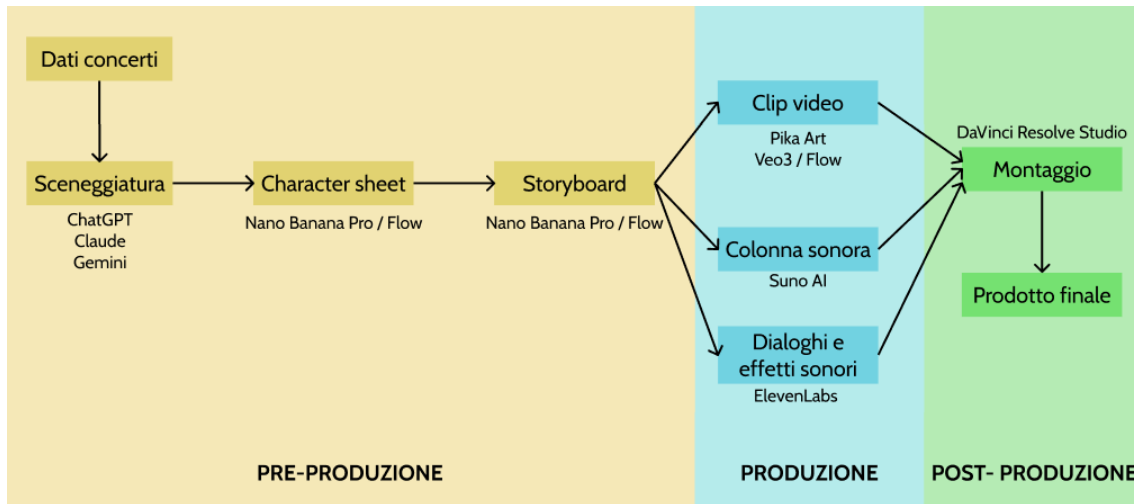 Dati concerti
Sceneggiatura
ChatGPT
Claude
Gemini
Character sheet
Nano Banana Pro / Flow
Storyboard
Nano Banana Pro / Flow
Clip video
Pika Art
Veo3 / Flow
Colonna sonora
Suno AI
Dialoghi e
effetti sonori
ElevenLabs
DaVinci Resolve Studio
Montaggio
Prodotto finale
PRE-PRODUZIONE
PRODUZIONE
POST- PRODUZIONE